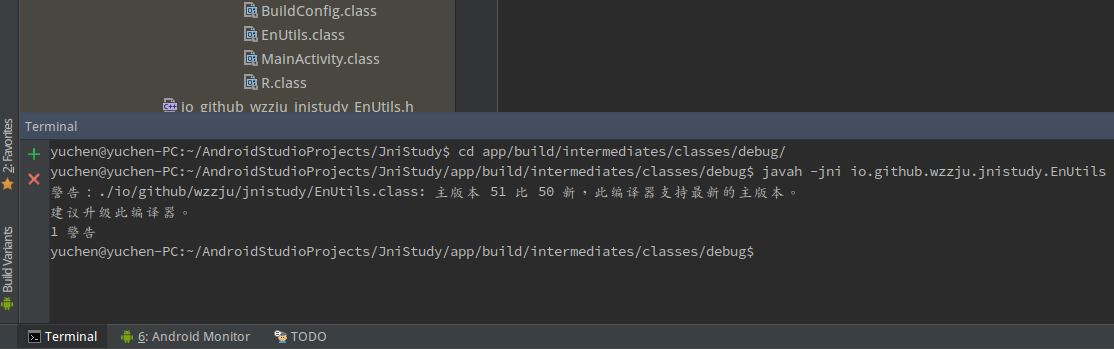 BuildConfig.class
EnUtils.class
MainActivity.class
R.class
io_github_wzzju_jnistudy_EnUtils.h
Terminal
yuchen@yuchen-PC:~/AndroidStudioProjects/JniStudy$ cd app/build/intermediates/classes/debug/
yuchen@yuchen-PC:~/AndroidStudioProjects/JniStudy/app/build/intermediates/classes/debug$ javah -jni io.github.wzzju.jnistudy.EnUtils
警告：./io/github/wzzju/jnistudy/EnUtils.class: 主版本 51 比 50 新，此编译器支持最新的主版本。
建议升级此编译器。
1 警告
yuchen@yuchen-PC:~/AndroidStudioProjects/JniStudy/app/build/intermediates/classes/debug$
2: Favorites
Build Variants
Terminal
6: Android Monitor
TODO